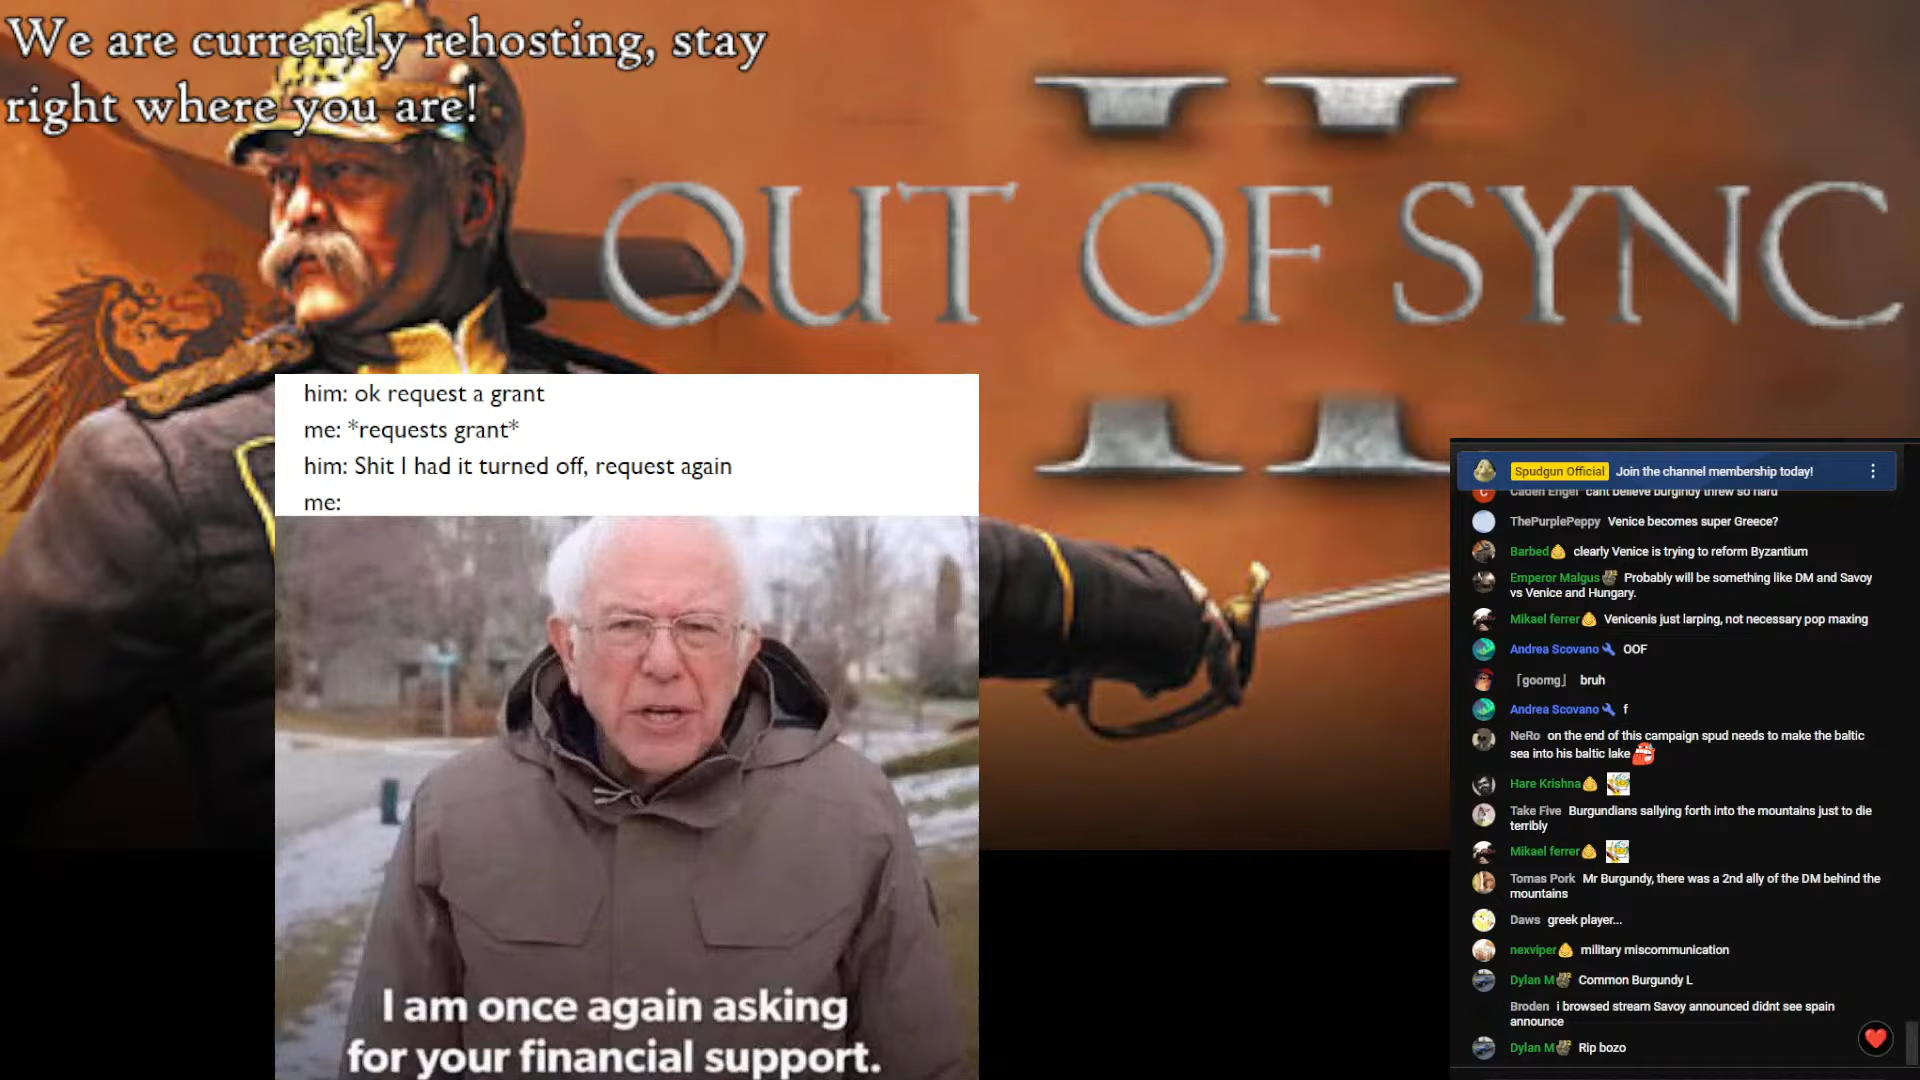 We are currently rehosting, stay
right where you are!
OUT OF SYNC
II
him: ok request a grant
me: *requests grant*
him: Shit I had it turned off, request again
me:
I am once again asking
for your financial support.
Spudgun Official Join the channel membership today!
Caden Engel cant believe burgindy threw so hard
ThePurplePeppy Venice becomes super Greece?
Barbed clearly Venice is trying to reform Byzantium
Emperor Malgus Probably will be something like DM and Savoy
vs Venice and Hungary.
Mikael ferrer Venicenis just larping, not necessary pop maxing
Andrea Scovano OOF
「goomg」 bruh
Andrea Scovano f
NeRo on the end of this campaign spud needs to make the baltic
sea into his baltic lake
Hare Krishna
Take Five Burgundians sallying forth into the mountains just to die
terribly
Mikael ferrer
Tomas Pork Mr Burgundy, there was a 2nd ally of the DM behind the
mountains
Daws greek player...
nexviper military miscommunication
Dylan M Common Burgundy L
Broden i browsed stream Savoy announced didnt see spain
announce
Dylan M Rip bozo